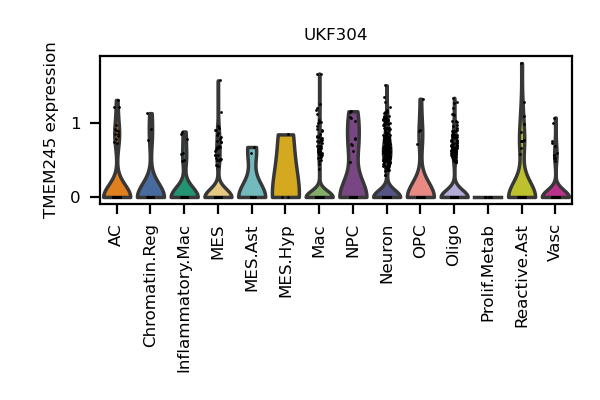 UKF304
TMEM245 expression
1
0
AC
Chromatin.Reg
Inflammatory.Mac
MES
MES.Ast
MES.Hyp
Mac
NPC
Neuron
OPC
Oligo
Prolif.Metab
Reactive.Ast
Vasc